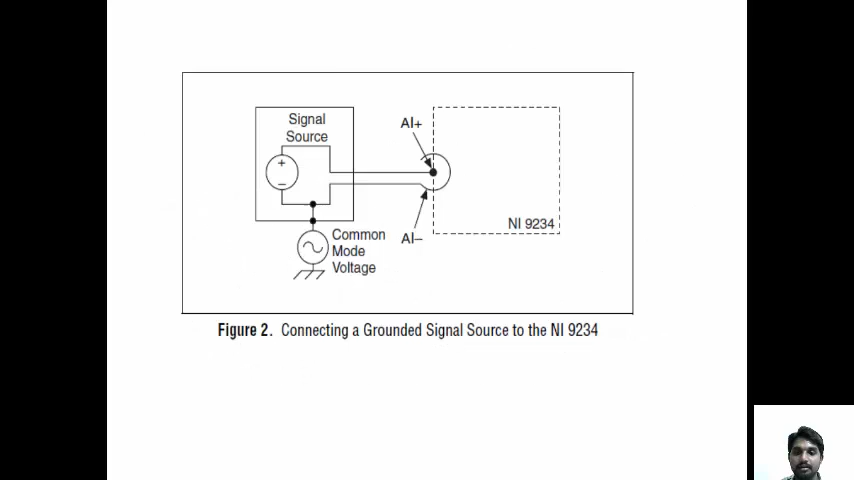 Signal
Source
+
–
AI+
AI–
NI 9234
Common
Mode
Voltage
Figure 2. Connecting a Grounded Signal Source to the NI 9234